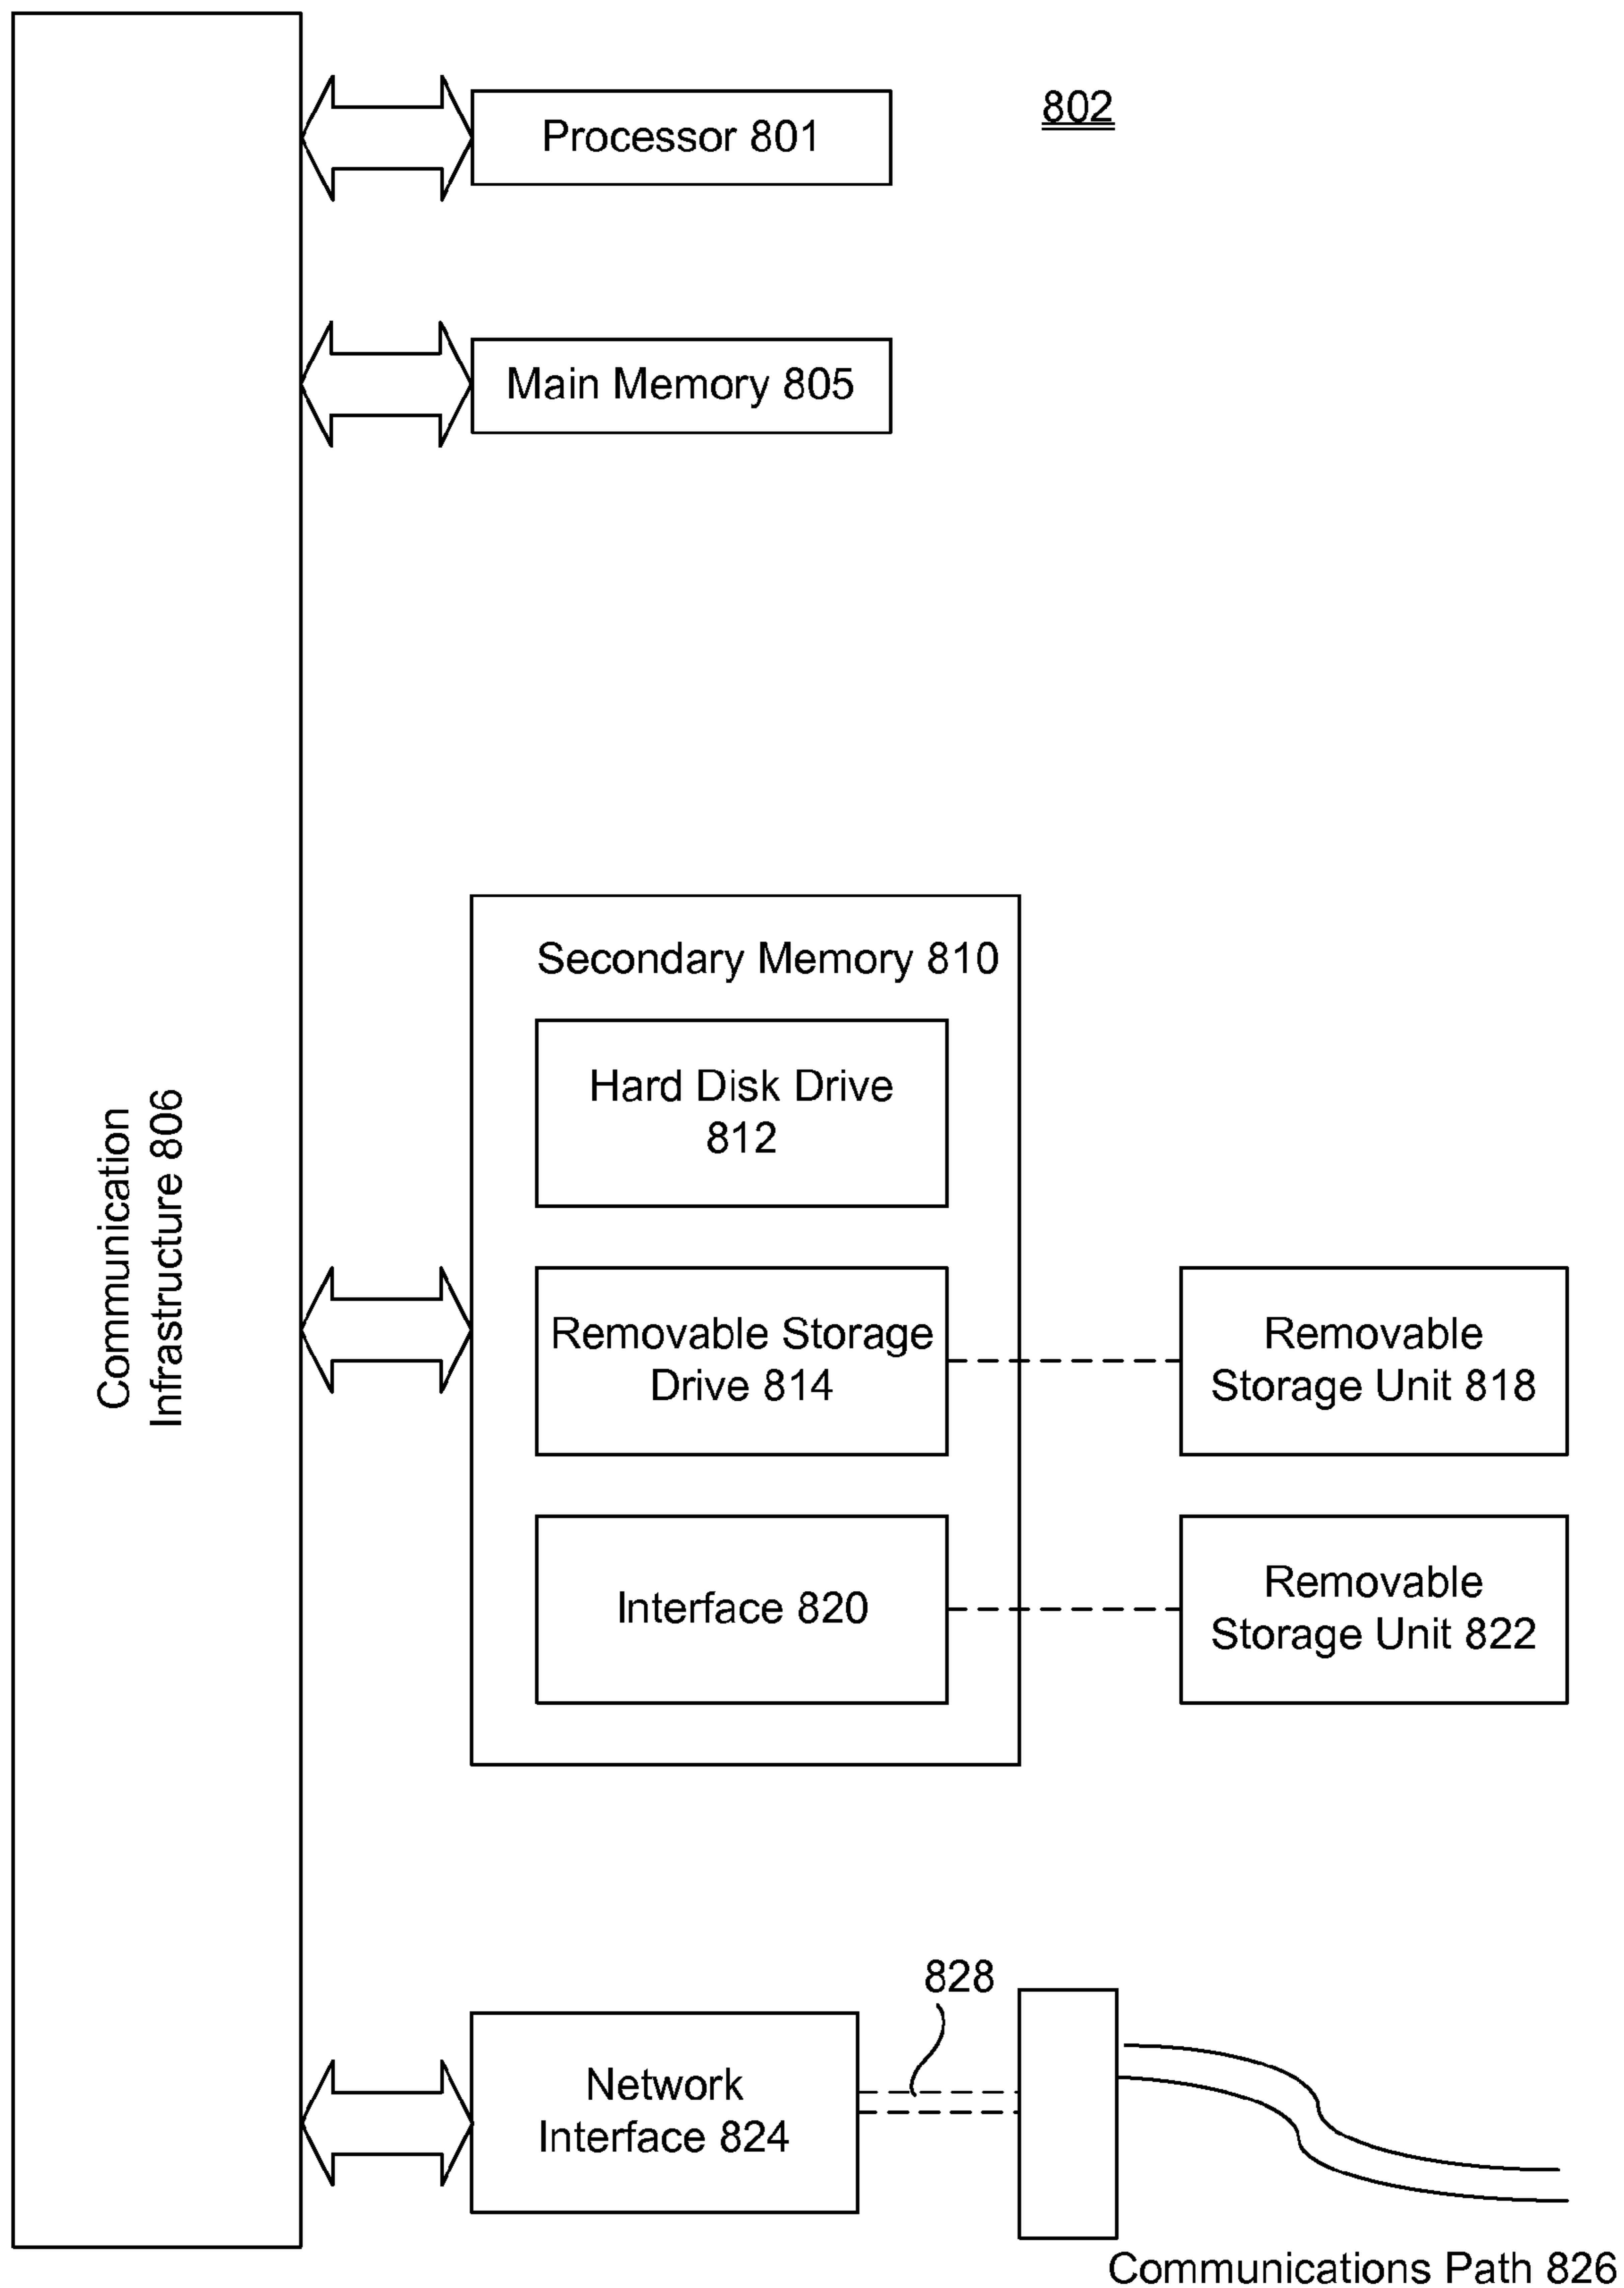 802
Processor 801
Main Memory 805
Communication
Infrastructure 806
Secondary Memory 810
Hard Disk Drive
812
Removable Storage
Drive 814
Removable
Storage Unit 818
Interface 820
Removable
Storage Unit 822
828
Network
Interface 824
Communications Path 826